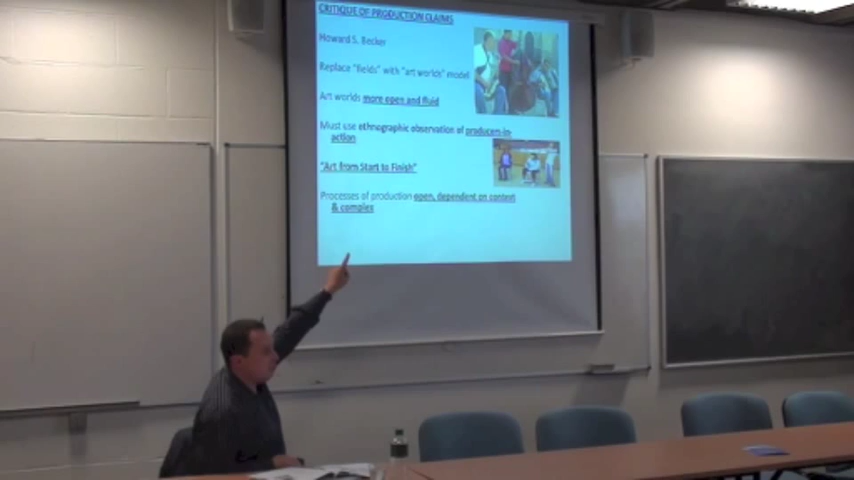 CRITIQUE OF PRODUCTION CLAIMS
Howard S. Becker
Replace "fields" with "art worlds" model
Art worlds more open and fluid
Must use ethnographic observation of producers-in-
action
"Art from Start to Finish"
Processes of production open, dependent on context
& complex